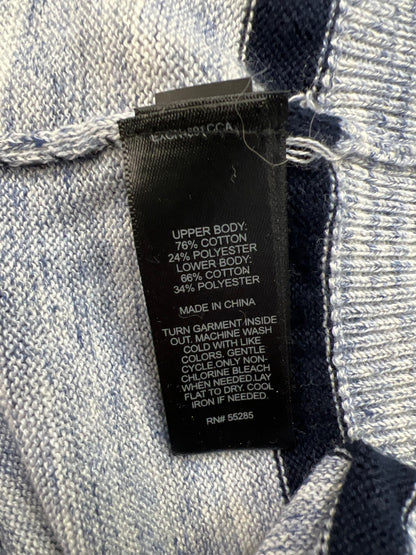 UPPER BODY:
76% COTTON
24% POLYESTER
LOWER BODY:
66% COTTON
34% POLYESTER
MADE IN CHINA
TURN GARMENT INSIDE
OUT. MACHINE WASH
COLD WITH LIKE
COLORS. GENTLE
CYCLE.ONLY NON-
CHLORINE BLEACH
WHEN NEEDED.LAY
FLAT TO DRY. COOL
IRON IF NEEDED.
RN# 55285